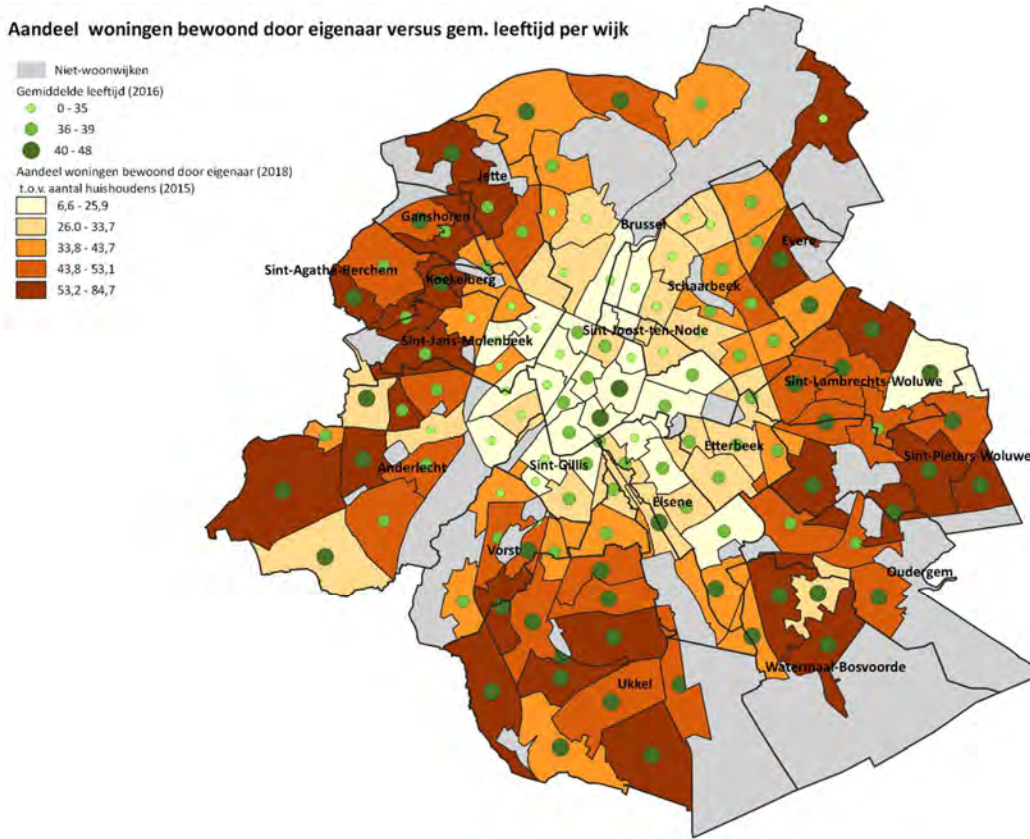 Aandeel  woningen bewoond door eigenaar versus gem. leeftijd per wijk
Niet-woonwijken
Gemiddelde leeftijd (2016)
0 - 35
36 - 39
40 - 48
Aandeel woningen bewoond door eigenaar (2018)
t.o.v. aantal huishoudens (2015)
6,6 - 25,9
26.0 - 33,7
33,8 - 43,7
43,8 - 53,1
53,2 - 84,7
Jette
Ganshoren
Brussel
Evere
Sint-Agatha-Berchem
Koekelberg
Schaarbeek
Sint-Jans-Molenbeek
Sint-Joost-ten-Node
Sint-Lambrechts-Woluwe
Etterbeek
Sint-Pieters-Woluwe
Anderlecht
Sint-Gillis
Elsene
Vorst
Oudergem
Watermaal-Bosvoorde
Ukkel